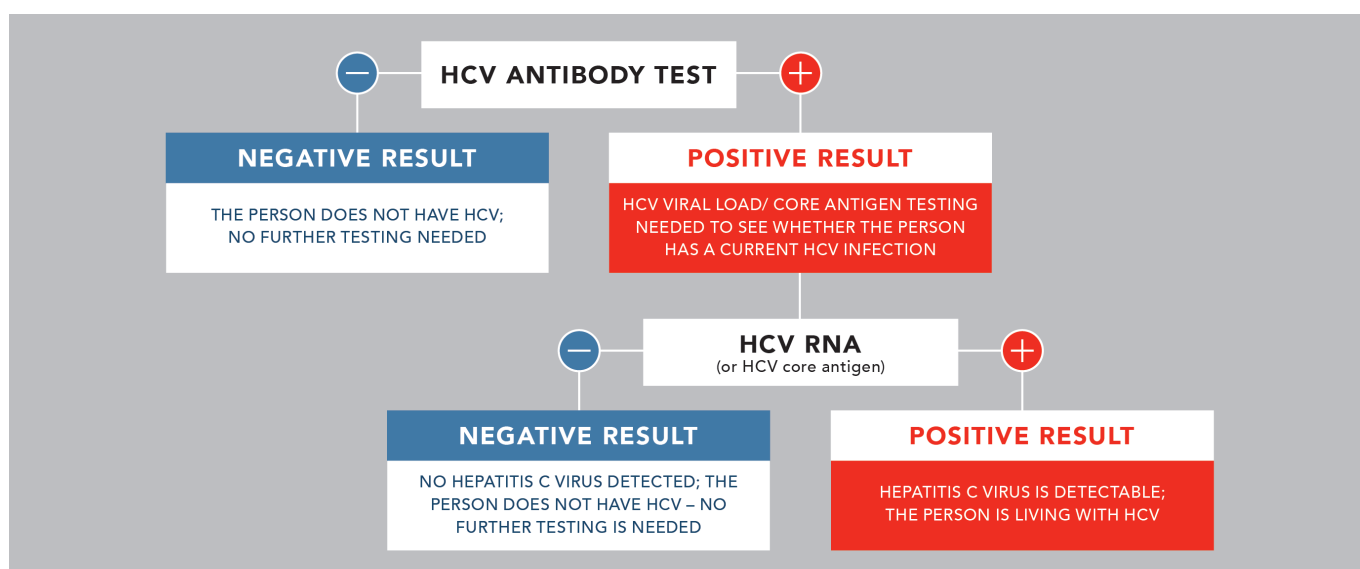 HCV ANTIBODY TEST
NEGATIVE RESULT
THE PERSON DOES NOT HAVE HCV;
NO FURTHER TESTING NEEDED
POSITIVE RESULT
HCV VIRAL LOAD/ CORE ANTIGEN TESTING
NEEDED TO SEE WHETHER THE PERSON
HAS A CURRENT HCV INFECTION
HCV RNA
(or HCV core antigen)
NEGATIVE RESULT
NO HEPATITIS C VIRUS DETECTED; THE
PERSON DOES NOT HAVE HCV – NO
FURTHER TESTING IS NEEDED
POSITIVE RESULT
HEPATITIS C VIRUS IS DETECTABLE;
THE PERSON IS LIVING WITH HCV